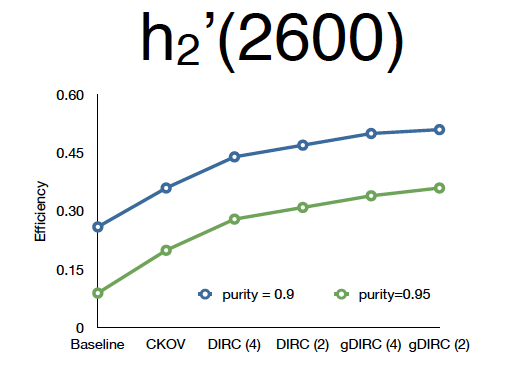 h₂’(2600)
0.60
0.45
0.30
0.15
0
Efficiency
purity = 0.9 purity=0.95
Baseline CKOV DIRC (4) DIRC (2) gDIRC (4) gDIRC (2)